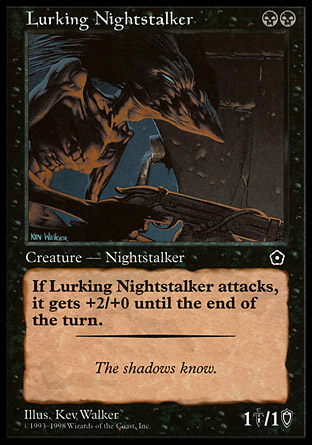 Lurking Nightstalker
KEV WALKER
Creature — Nightstalker
If Lurking Nightstalker attacks,
it gets +2/+0 until the end of
the turn.
The shadows know.
Illus. Kev Walker
©1993-1998 Wizards of the Coast, Inc.
1/1